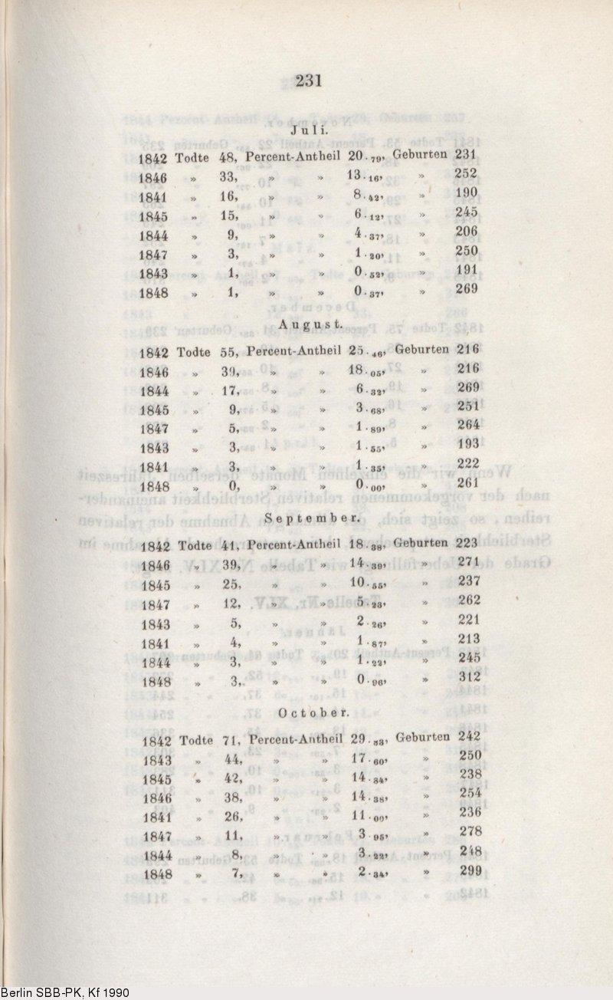 231
Juli.
1842 Todte 48, Percent-Antheil 20.79, Geburten 231
1846 » 33, » » 13.16, » 252
1841 » 16, » » 8.42, » 190
1845 » 15, » » 6.12, » 245
1844 » 9, » » 4.37, » 206
1847 » 3, » » 1.20, » 250
1843 » 1, » » 0.52, » 191
1848 » 1, » » 0.37, » 269
August.
1842 Todte 55, Percent-Antheil 25.46, Geburten 216
1846 » 39, » » 18.05, » 216
1844 » 17, » » 6.32, » 269
1845 » 9, » » 3.68, » 251
1847 » 5, » » 1.89, » 264
1843 » 3, » » 1.55, » 193
1841 » 3, » » 1.35, » 222
1848 » 0, » » 0.00, » 261
September.
1842 Todte 41, Percent-Antheil 18.38, Geburten 223
1846 » 39, » » 14.39, » 271
1845 » 25, » » 10.55, » 237
1847 » 12, » » 5.23, » 262
1843 » 5, » » 2.26, » 221
1841 » 4, » » 1.87, » 213
1844 » 3, » » 1.22, » 245
1848 » 3, » » 0.96, » 312
October.
1842 Todte 71, Percent-Antheil 29.33, Geburten 242
1843 » 44, » » 17.60, » 250
1845 » 42, » » 14.84, » 238
1846 » 38, » » 14.38, » 254
1841 » 26, » » 11.00, » 236
1847 » 11, » » 3.95, » 278
1844 » 8, » » 3.22, » 248
1848 » 7, » » 2.34, » 299
Berlin SBB-PK, Kf 1990